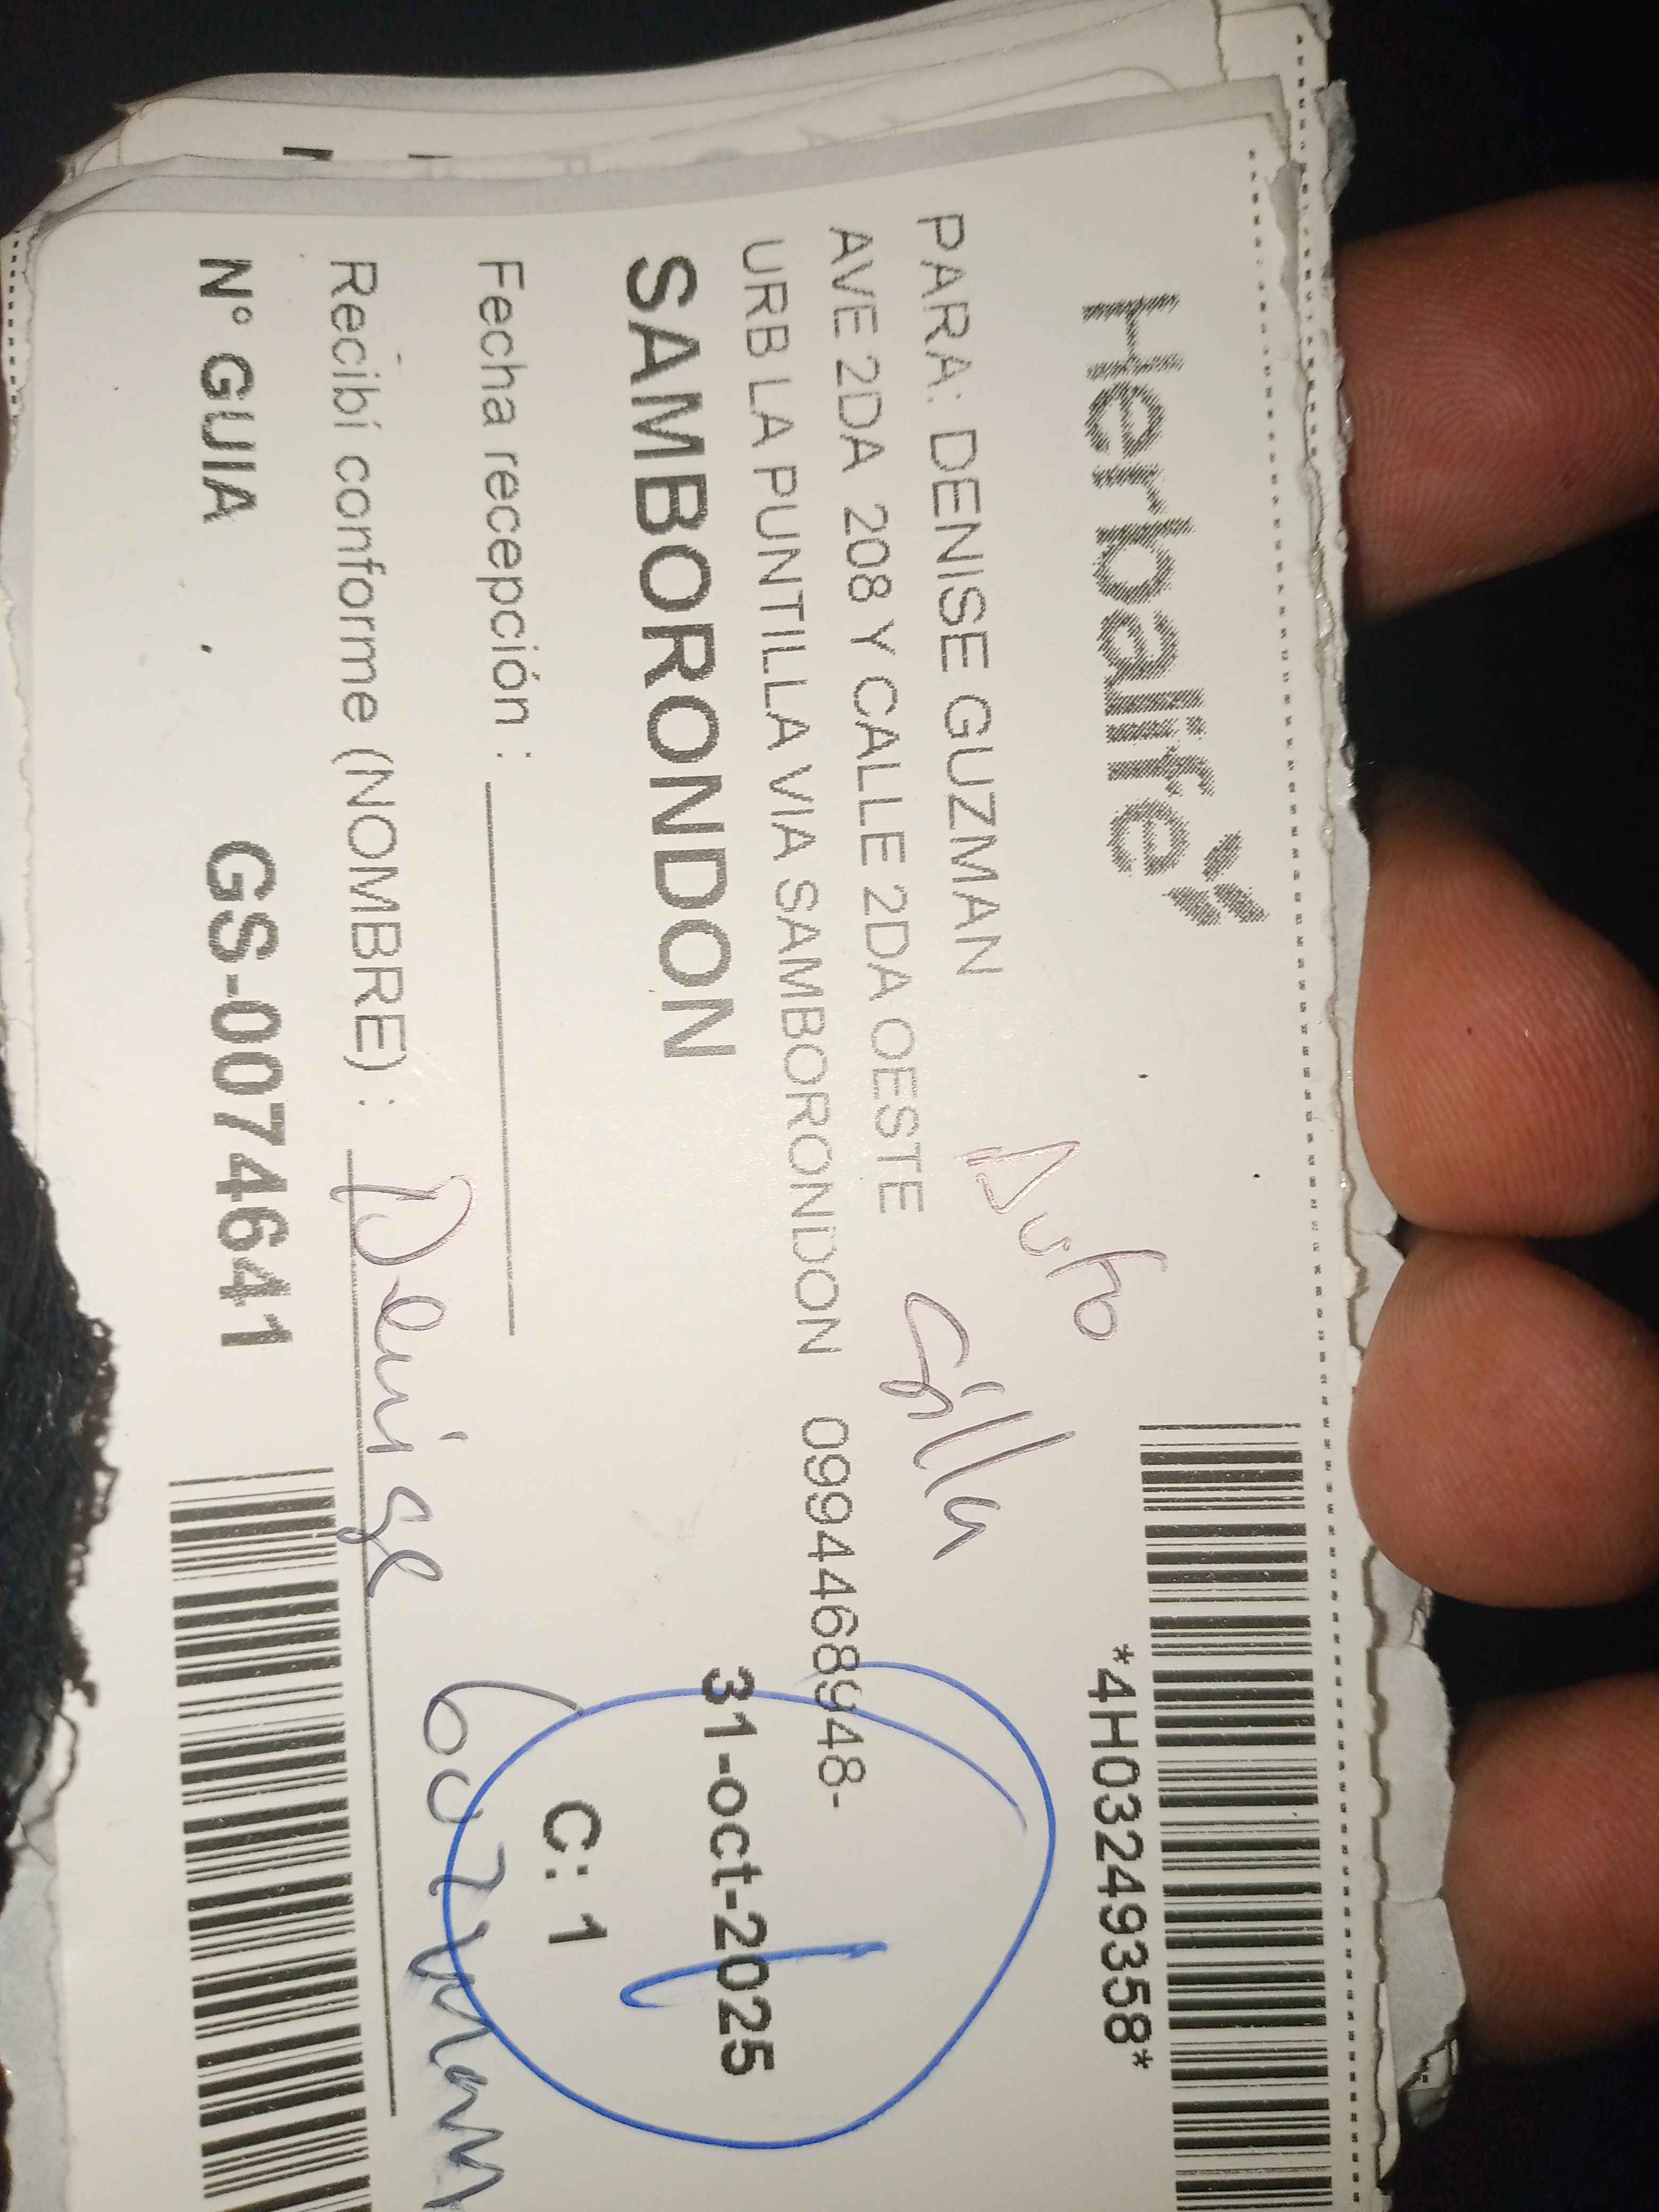 Herbalife
*4H03249358*
PARA: DENISE GUZMAN
AVE 2DA 208 Y CALLE 2DA OESTE
URB LA PUNTILLA VIA SAMBORONDON 0994468948-
SAMBORONDON
31-oct-2025
C: 1
Fecha recepción :
Recibí conforme (NOMBRE) : Denise Guzman
N° GUIA GS-0074641